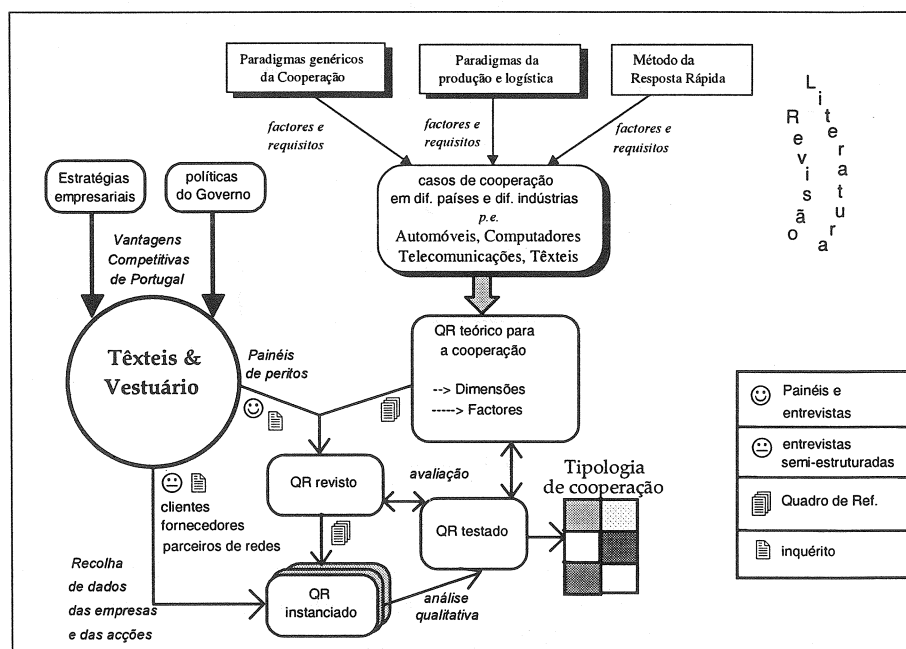 Paradigmas genéricos
da Cooperação
Paradigmas da
produção e logística
Método da
Resposta Rápida
Revisão
Literatura
factores e
requisitos
factores e
requisitos
factores e
requisitos
Estratégias
empresariais
políticas
do Governo
casos de cooperação
em dif. países e dif. indústrias
p.e.
Automóveis, Computadores
Telecomunicações, Têxteis
Vantagens
Competitivas
de Portugal
Têxteis &
Vestuário
Painéis
de peritos
QR teórico para
a cooperação
--> Dimensões
-----> Factores
Painéis e
entrevistas
entrevistas
semi-estruturadas
Quadro de Ref.
inquérito
QR revisto
avaliação
Tipologia
de cooperação
clientes
fornecedores
parceiros de redes
QR testado
Recolha
de dados
das empresas
e das acções
QR
instanciado
análise
qualitativa